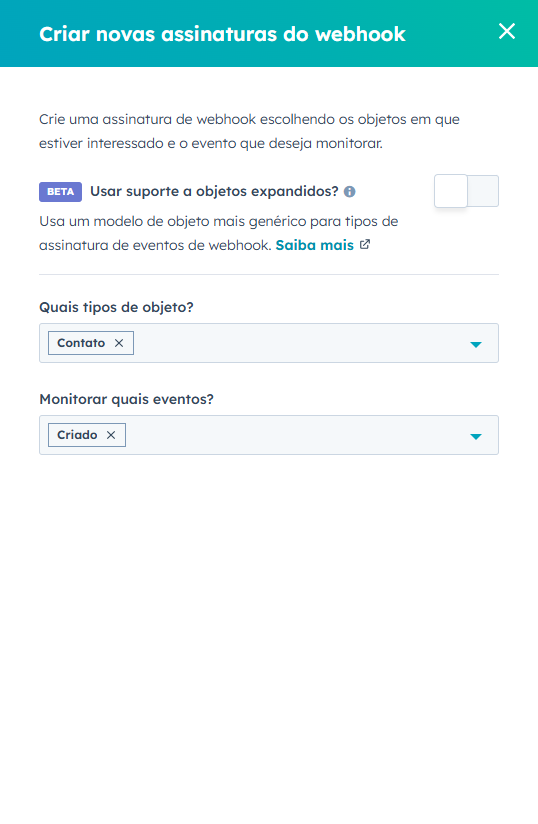 Criar novas assinaturas do webhook
Crie uma assinatura de webhook escolhendo os objetos em que
estiver interessado e o evento que deseja monitorar.
BETA Usar suporte a objetos expandidos?
Usa um modelo de objeto mais genérico para tipos de
assinatura de eventos de webhook. Saiba mais
Quais tipos de objeto?
Contato
Monitorar quais eventos?
Criado